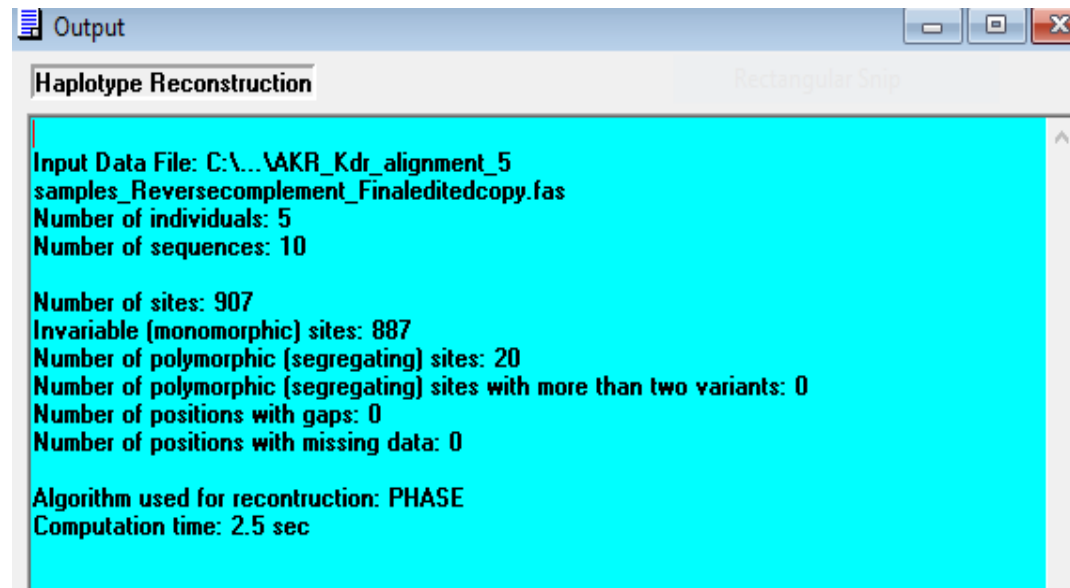 Output
Haplotype Reconstruction
Rectangular Snip
Input Data File: C:\...\AKR_Kdr_alignment_5
samples_Reversecomplement_Finaleditedcopy.fas
Number of individuals: 5
Number of sequences: 10
Number of sites: 907
Invariable (monomorphic) sites: 887
Number of polymorphic (segregating) sites: 20
Number of polymorphic (segregating) sites with more than two variants: 0
Number of positions with gaps: 0
Number of positions with missing data: 0
Algorithm used for recontruction: PHASE
Computation time: 2.5 sec